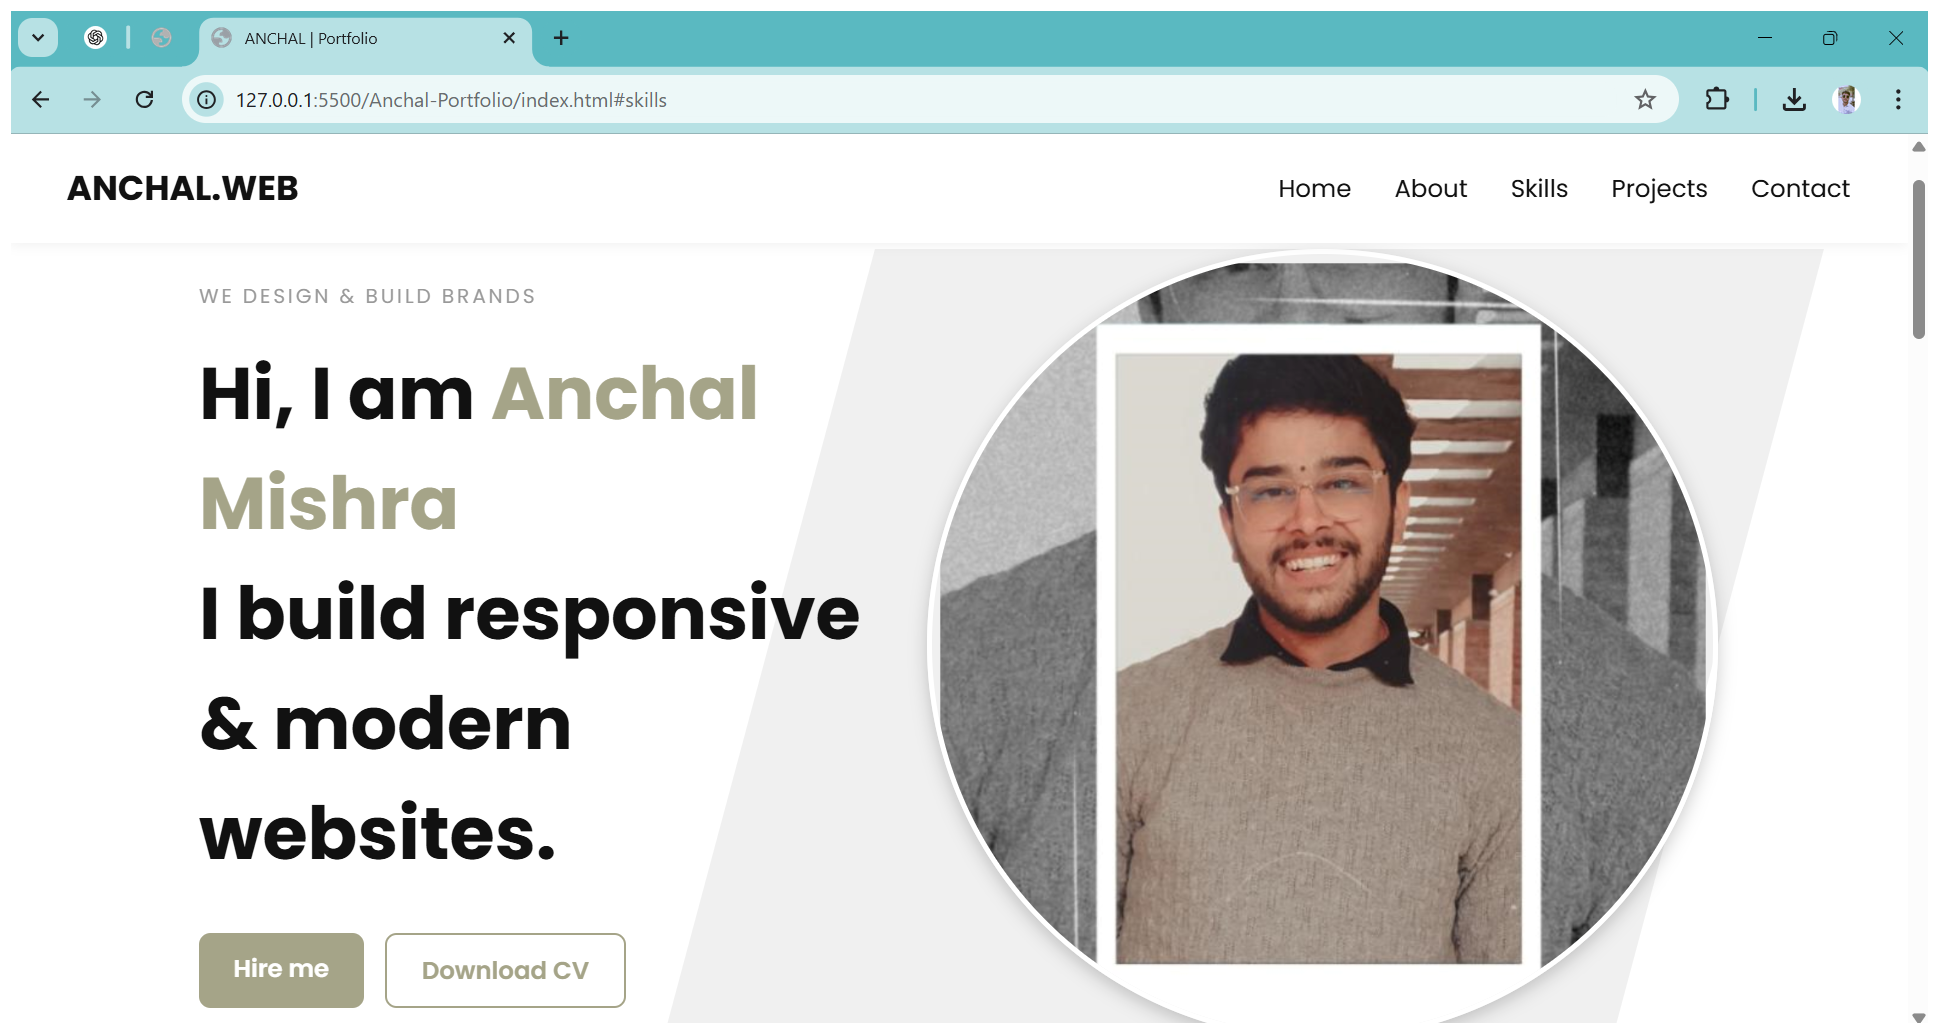 ANCHAL | Portfolio
127.0.0.1:5500/Anchal-Portfolio/index.html#skills
ANCHAL.WEB
Home
About
Skills
Projects
Contact
WE DESIGN & BUILD BRANDS
Hi, I am Anchal
Mishra
I build responsive
& modern
websites.
Hire me
Download CV